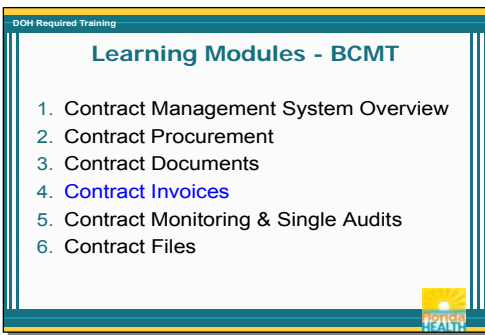 DOH Required Training
Learning Modules - BCMT
1. Contract Management System Overview
2. Contract Procurement
3. Contract Documents
4. Contract Invoices
5. Contract Monitoring & Single Audits
6. Contract Files
Florida
HEALTH